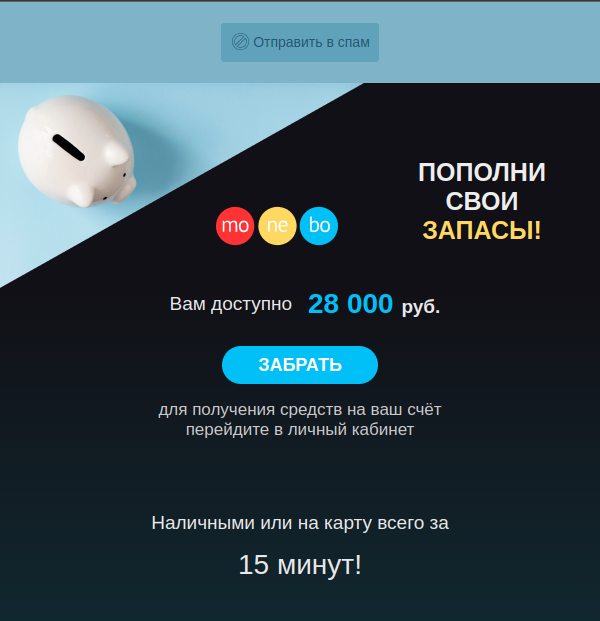 Отправить в спам
ПОПОЛНИ
СВОИ
ЗАПАСЫ!
mo ne bo
Вам доступно 28 000 руб.
ЗАБРАТЬ
для получения средств на ваш счёт
перейдите в личный кабинет
Наличными или на карту всего за
15 минут!